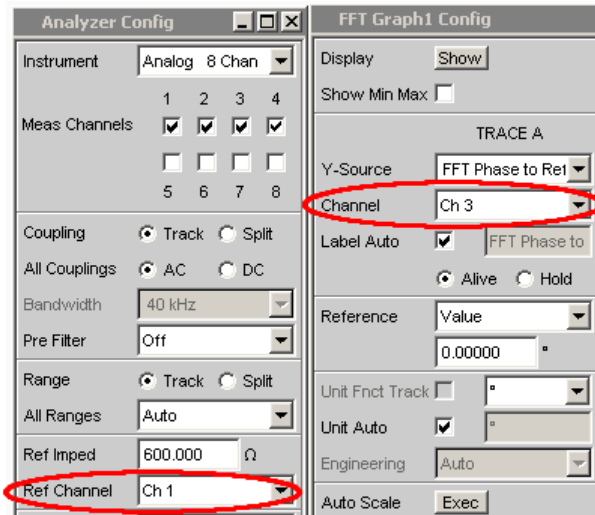 Analyzer Config
Instrument Analog 8 Chan
1 2 3 4
Meas Channels
5 6 7 8
Coupling Track Split
All Couplings AC DC
Bandwidth 40 kHz
Pre Filter Off
Range Track Split
All Ranges Auto
Ref Imped 600.000 Ω
Ref Channel Ch 1
FFT Graph1 Config
Display Show
Show Min Max
TRACE A
Y-Source FFT Phase to Ref
Channel Ch 3
Label Auto FFT Phase to
Alive Hold
Reference Value
0.00000 °
Unit Fnct Track °
Unit Auto °
Engineering Auto
Auto Scale Exec